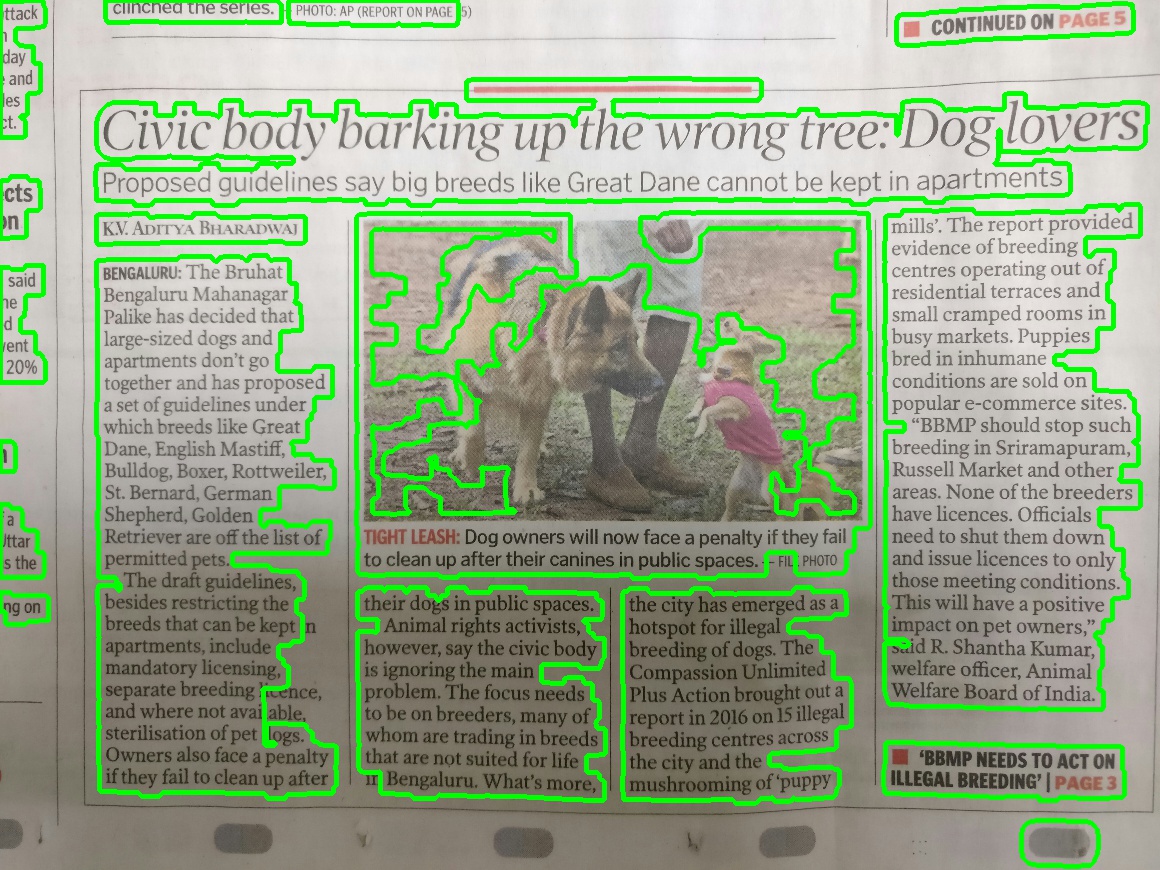 clinched the series. PHOTO: AP (REPORT ON PAGE 5)
CONTINUED ON PAGE 5
ttack
day
and
les
ct.
cts
on
said
he
d
vent
20%
a
Uttar
s the
ng on
Civic body barking up the wrong tree: Dog lovers
Proposed guidelines say big breeds like Great Dane cannot be kept in apartments
K.V. ADITYA BHARADWAJ
BENGALURU: The Bruhat
Bengaluru Mahanagar
Palike has decided that
large-sized dogs and
apartments don't go
together and has proposed
a set of guidelines under
which breeds like Great
Dane, English Mastiff,
Bulldog, Boxer, Rottweiler,
St. Bernard, German
Shepherd, Golden
Retriever are off the list of
permitted pets.
The draft guidelines,
besides restricting the
breeds that can be kept in
apartments, include
mandatory licensing,
separate breeding licence,
and where not available,
sterilisation of pet dogs.
Owners also face a penalty
if they fail to clean up after
TIGHT LEASH: Dog owners will now face a penalty if they fail
to clean up after their canines in public spaces. – FILE PHOTO
their dogs in public spaces.
Animal rights activists,
however, say the civic body
is ignoring the main
problem. The focus needs
to be on breeders, many of
whom are trading in breeds
that are not suited for life
in Bengaluru. What's more,
the city has emerged as a
hotspot for illegal
breeding of dogs. The
Compassion Unlimited
Plus Action brought out a
report in 2016 on 15 illegal
breeding centres across
the city and the
mushrooming of 'puppy
mills'. The report provided
evidence of breeding
centres operating out of
residential terraces and
small cramped rooms in
busy markets. Puppies
bred in inhumane
conditions are sold on
popular e-commerce sites.
"BBMP should stop such
breeding in Sriramapuram,
Russell Market and other
areas. None of the breeders
have licences. Officials
need to shut them down
and issue licences to only
those meeting conditions.
This will have a positive
impact on pet owners,"
said R. Shantha Kumar,
welfare officer, Animal
Welfare Board of India.
'BBMP NEEDS TO ACT ON
ILLEGAL BREEDING' | PAGE 3